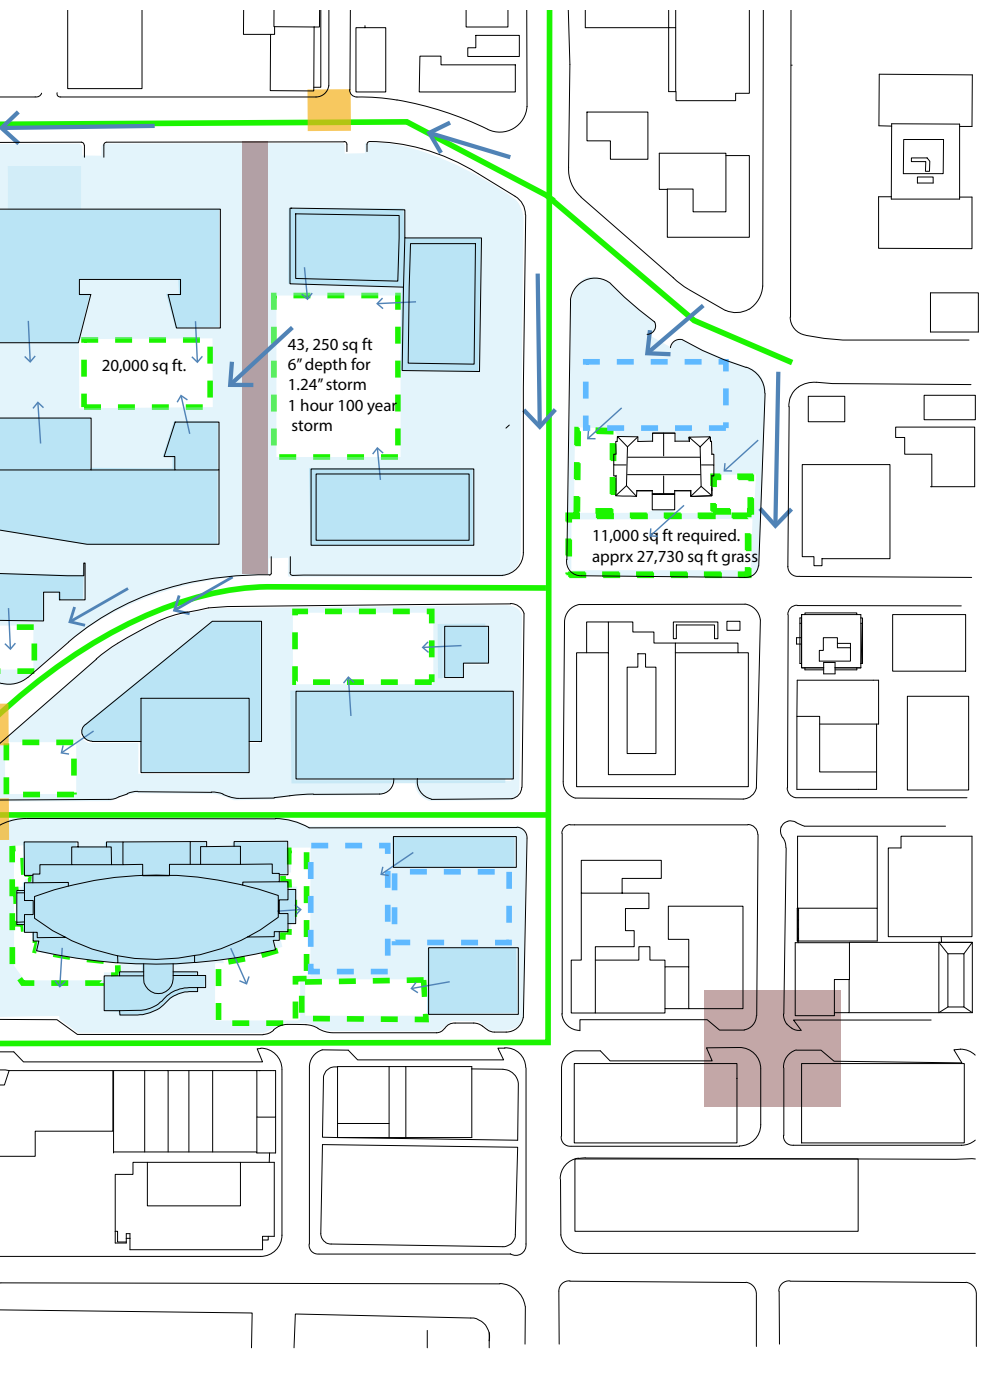 20,000 sq ft.
43, 250 sq ft
6” depth for
1.24” storm
1 hour 100 year
storm
11,000 sq ft required.
apprx 27,730 sq ft grass